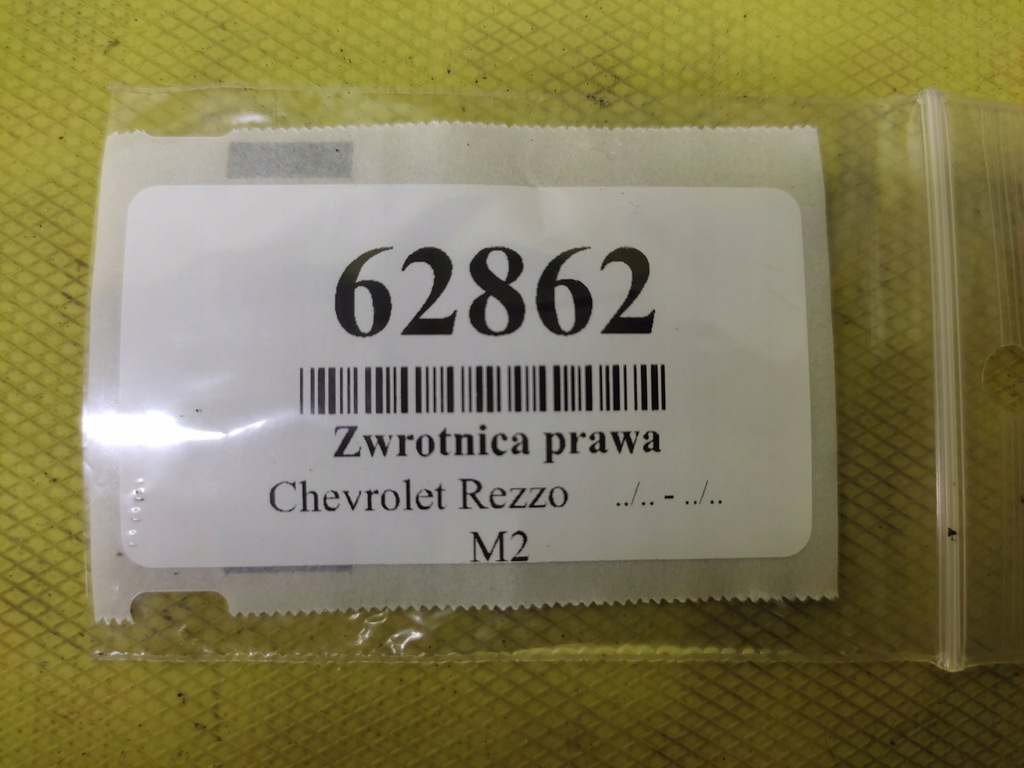 62862
Zwrotnica prawa
Chevrolet Rezzo ../.. - ../..
M2